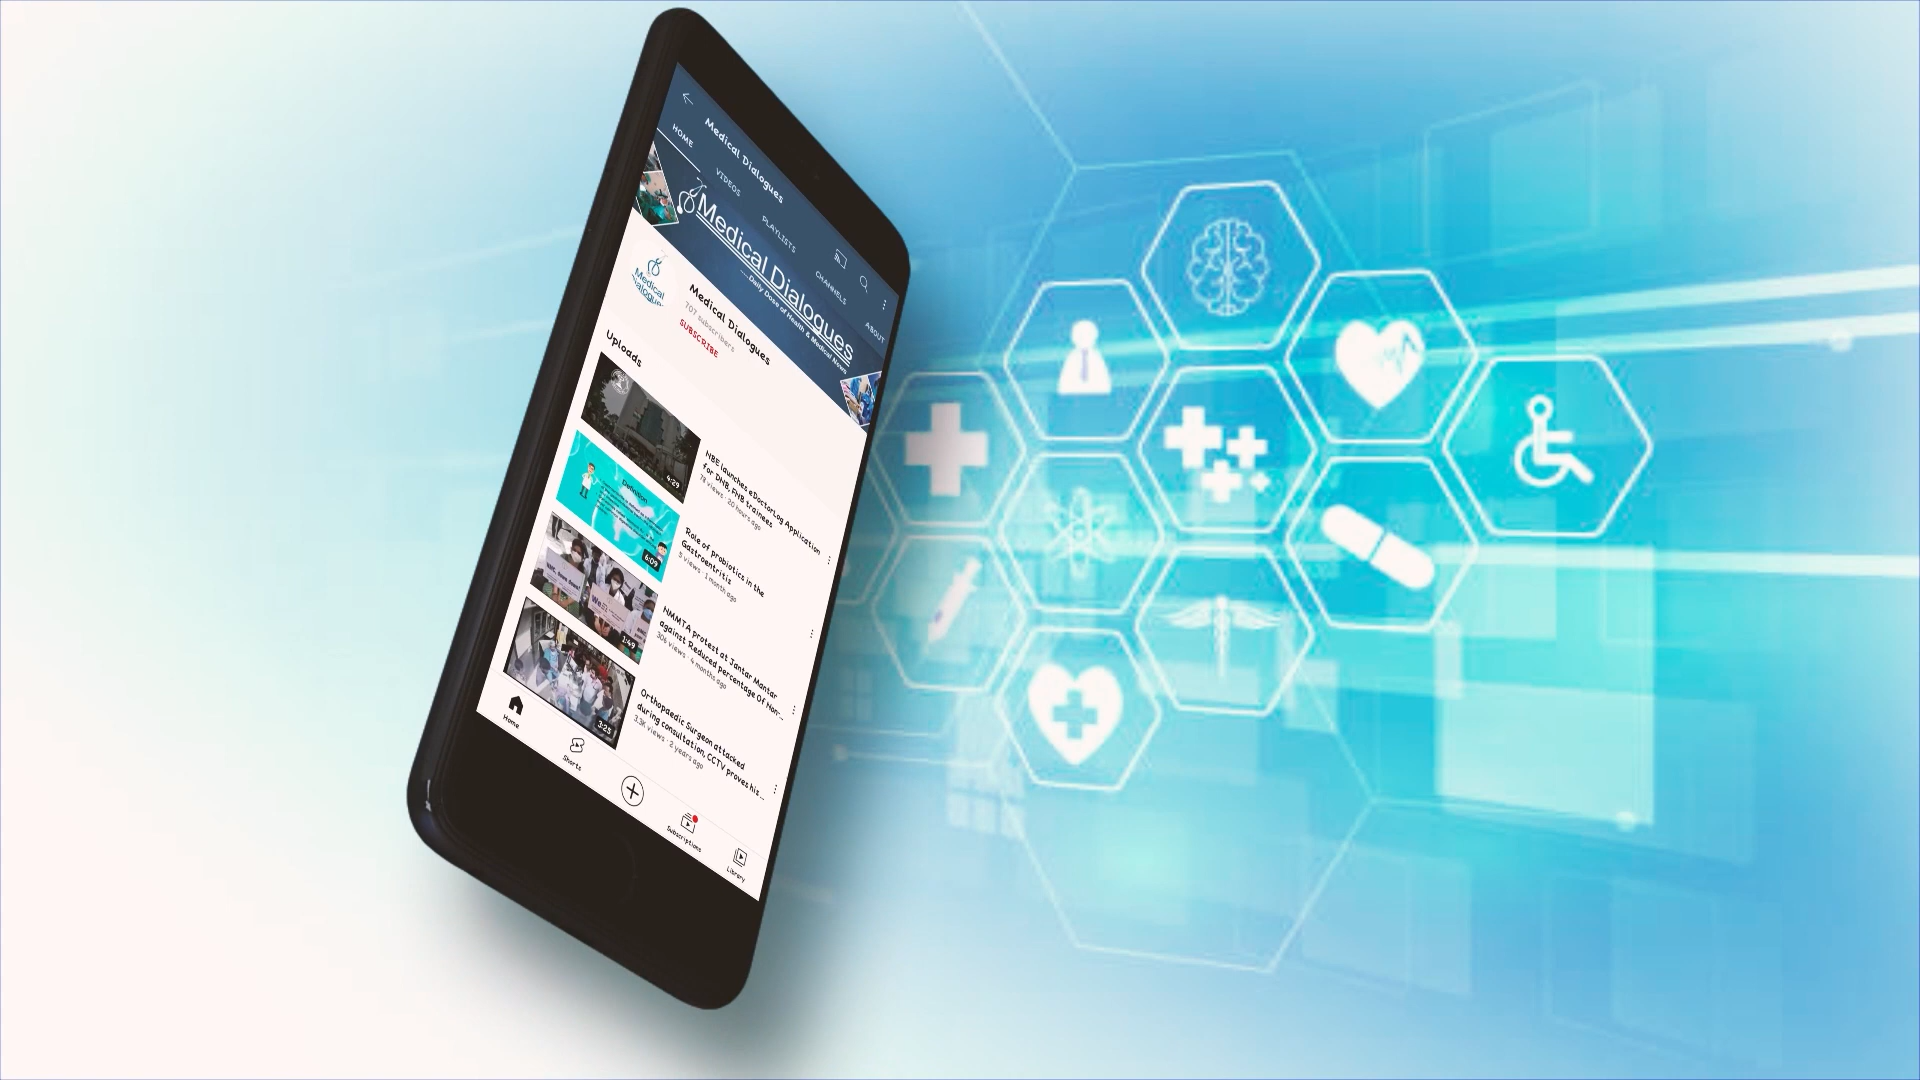 Medical Dialogues
HOME
VIDEOS
PLAYLISTS
CHANNELS
ABOUT
Medical Dialogues
....Daily Dose of Health & Medical News
Medical
Dialogues
Medical Dialogues
707 subscribers
SUBSCRIBE
Uploads
4:29
NBE launches eDoctorLog Application
for DNB, FNB trainees
78 views · 20 hours ago
Definition
6:09
Role of probiotics in the
Gastroentritiz
5 views · 1 month ago
1:49
NMMTA protest at Jantar Mantar
against 'Reduced percentage Of Non-...
306 views · 4 months ago
3:25
Orthopaedic Surgeon attacked
during consultation, CCTV proves his...
3.3K views · 2 years ago
Home
Shorts
Subscriptions
Library